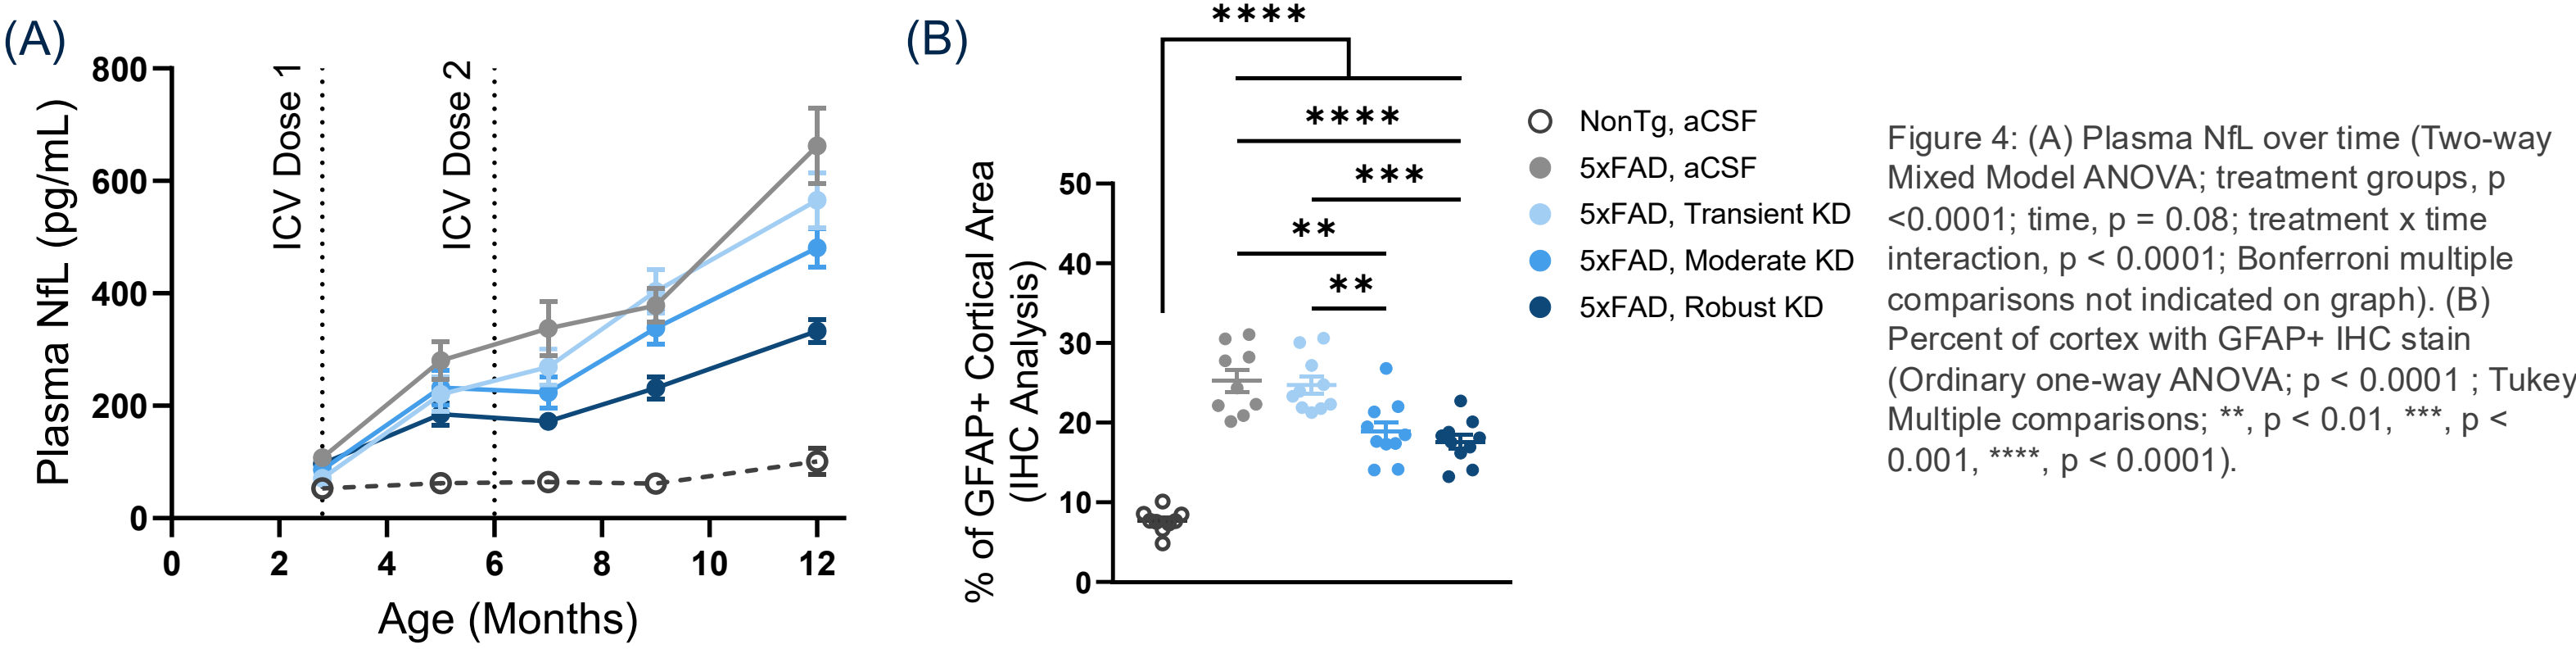 (A)
800
600
400
200
0
Plasma NfL (pg/mL)
ICV Dose 1
ICV Dose 2
0 2 4 6 8 10 12
Age (Months)
(B)
****
****
***
**
**
50
40
30
20
10
0
% of GFAP+ Cortical Area
(IHC Analysis)
NonTg, aCSF
5xFAD, aCSF
5xFAD, Transient KD
5xFAD, Moderate KD
5xFAD, Robust KD
Figure 4: (A) Plasma NfL over time (Two-way
Mixed Model ANOVA; treatment groups, p
<0.0001; time, p = 0.08; treatment x time
interaction, p < 0.0001; Bonferroni multiple
comparisons not indicated on graph). (B)
Percent of cortex with GFAP+ IHC stain
(Ordinary one-way ANOVA; p < 0.0001 ; Tukey
Multiple comparisons; **, p < 0.01, ***, p <
0.001, ****, p < 0.0001).